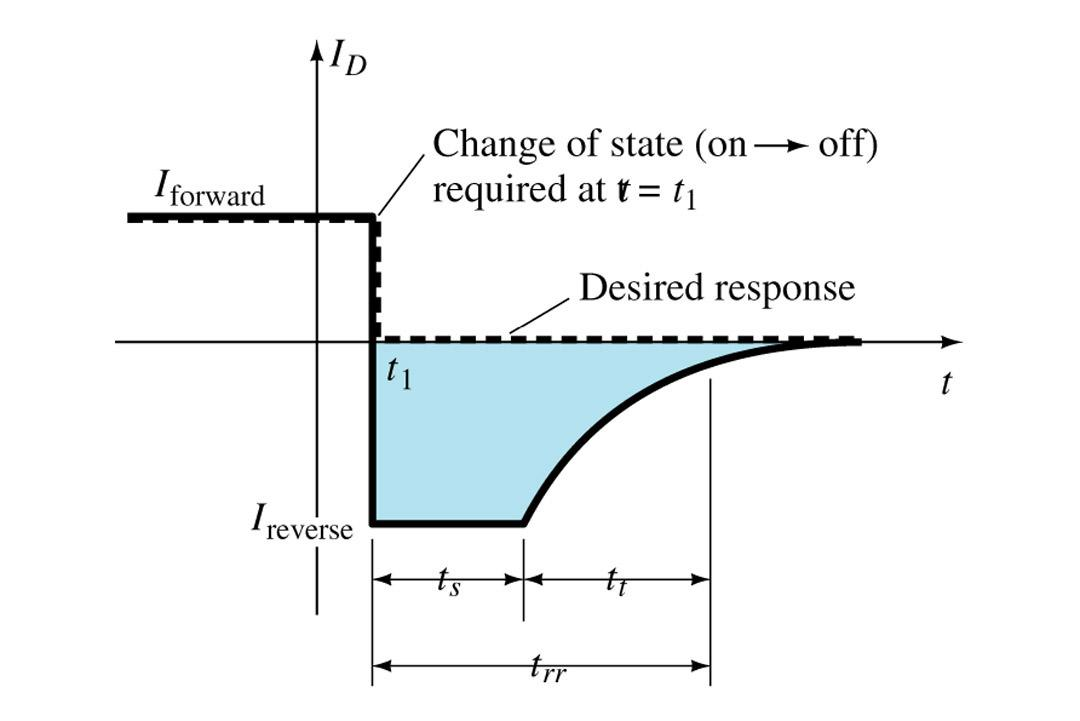 I_D
Change of state (on → off)
required at t = t_1
I_forward
Desired response
t_1
t
I_reverse
t_s
t_t
t_rr